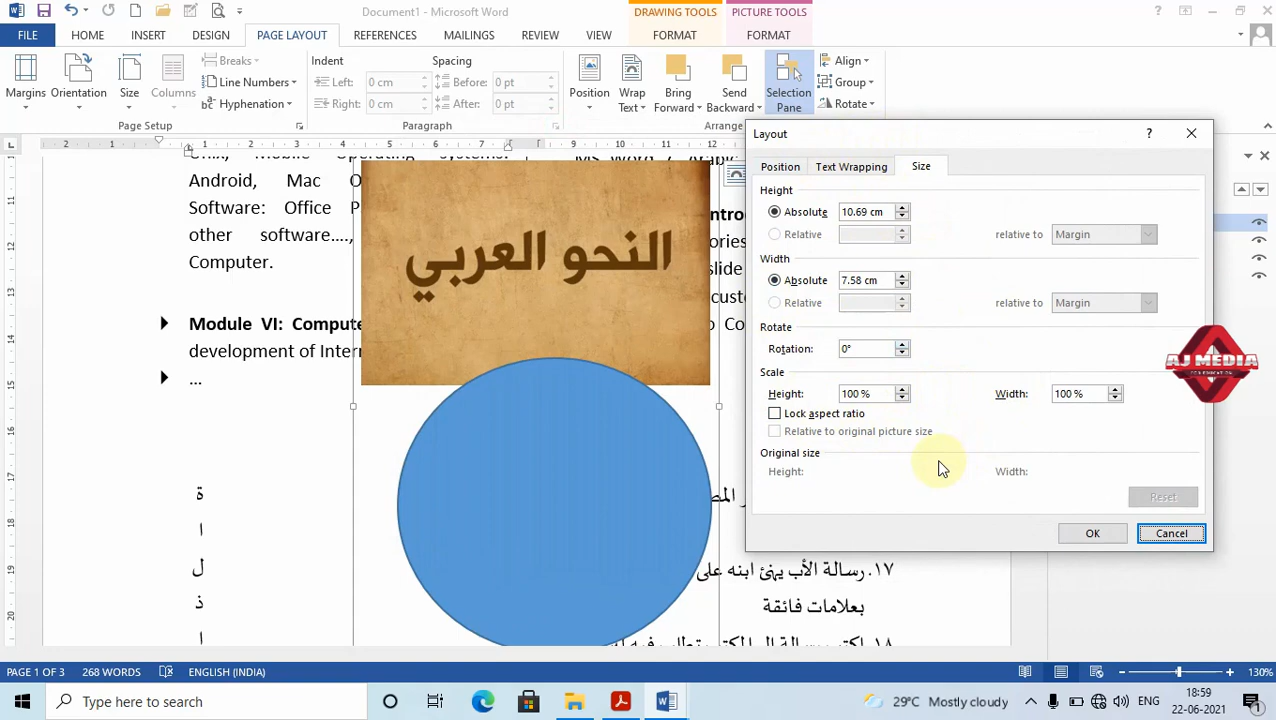 Document1 - Microsoft Word
DRAWING TOOLS
PICTURE TOOLS
FILE HOME INSERT DESIGN PAGE LAYOUT REFERENCES MAILINGS REVIEW VIEW FORMAT FORMAT
Breaks
Line Numbers
Hyphenation
Margins Orientation Size Columns
Page Setup
Indent Spacing
Left: 0 cm Before: 0 pt
Right: 0 cm After: 0 pt
Paragraph
Position Wrap Text Bring Forward Send Backward Selection Pane
Align
Group
Rotate
Arrange
Android, Mac O
Software: Office P
other software....,
Computer.
Module VI: Compute
development of Inter
...
النحو العربي
ة
ا
ل
ذ
ا
١٧. رسالة الأب يهنئ ابنه على
بعلامات فائقة
Layout
Position Text Wrapping Size
Height
Absolute 10.69 cm
Relative relative to Margin
Width
Absolute 7.58 cm
Relative relative to Margin
Rotate
Rotation: 0°
Scale
Height: 100 % Width: 100 %
Lock aspect ratio
Relative to original picture size
Original size
Height: Width:
Reset
OK Cancel
AJ MEDIA
PAGE 1 OF 3 268 WORDS ENGLISH (INDIA) 130%
Type here to search
29°C Mostly cloudy ENG 18:59
22-06-2021